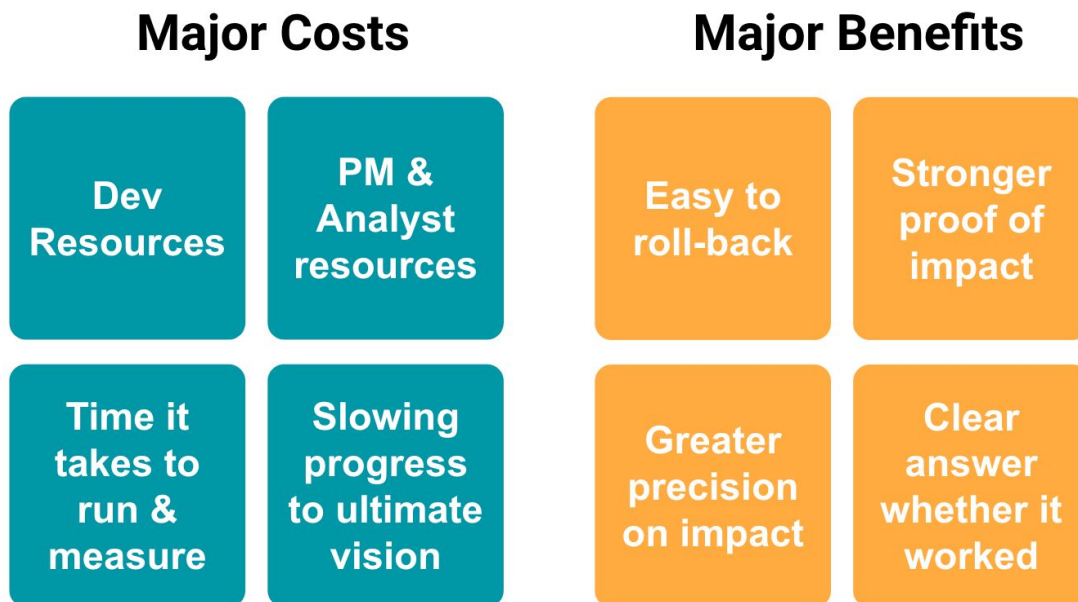 Major Costs
Major Benefits
Dev
Resources
PM &
Analyst
resources
Easy to
roll-back
Stronger
proof of
impact
Time it
takes to
run &
measure
Slowing
progress
to ultimate
vision
Greater
precision
on impact
Clear
answer
whether it
worked